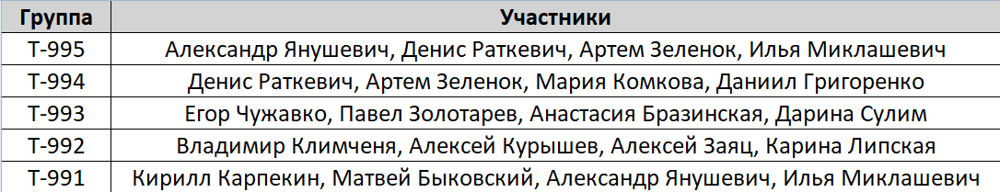 Группа Участники
Т-995 Александр Янушевич, Денис Раткевич, Артем Зеленок, Илья Миклашевич
Т-994 Денис Раткевич, Артем Зеленок, Мария Комкова, Даниил Григоренко
Т-993 Егор Чужавко, Павел Золотарев, Анастасия Бразинская, Дарина Сулим
Т-992 Владимир Климченя, Алексей Курышев, Алексей Заяц, Карина Липская
Т-991 Кирилл Карпекин, Матвей Быковский, Александр Янушевич, Илья Миклашевич